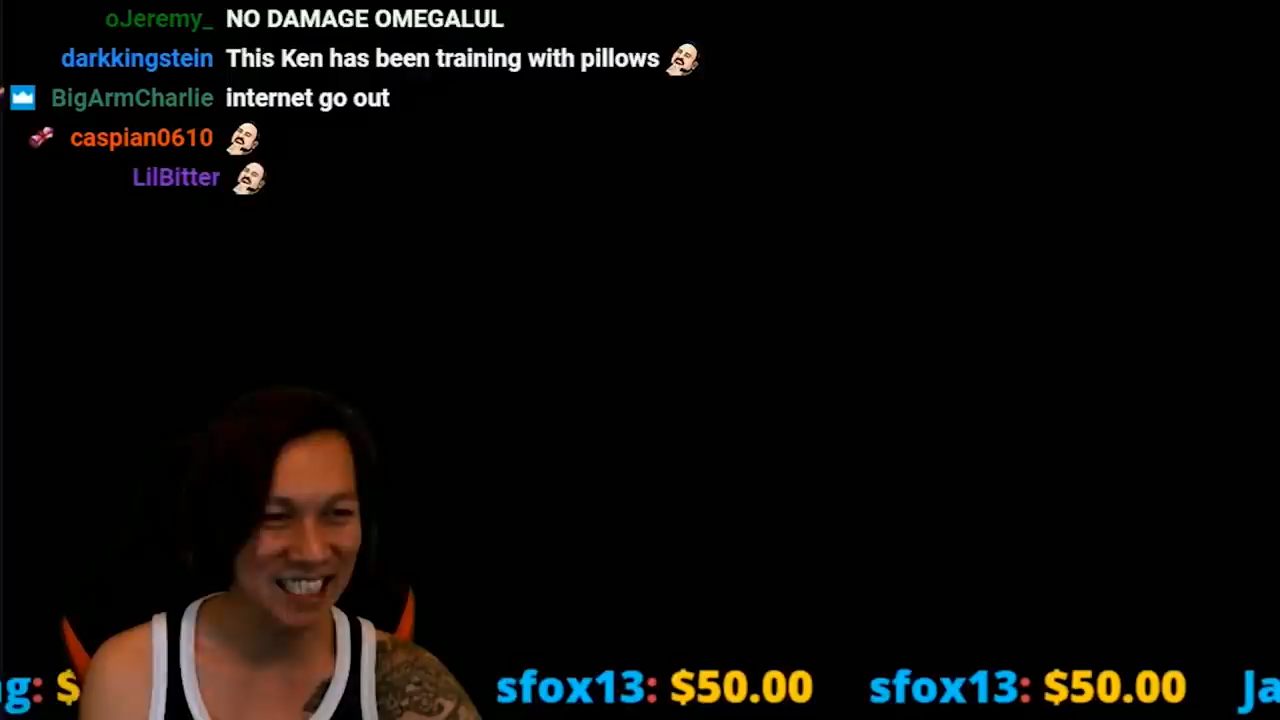 oJeremy_ NO DAMAGE OMEGALUL
darkkingstein This Ken has been training with pillows
BigArmCharlie internet go out
caspian0610
LilBitter
g: $ sfox13: $50.00 sfox13: $50.00 Ja